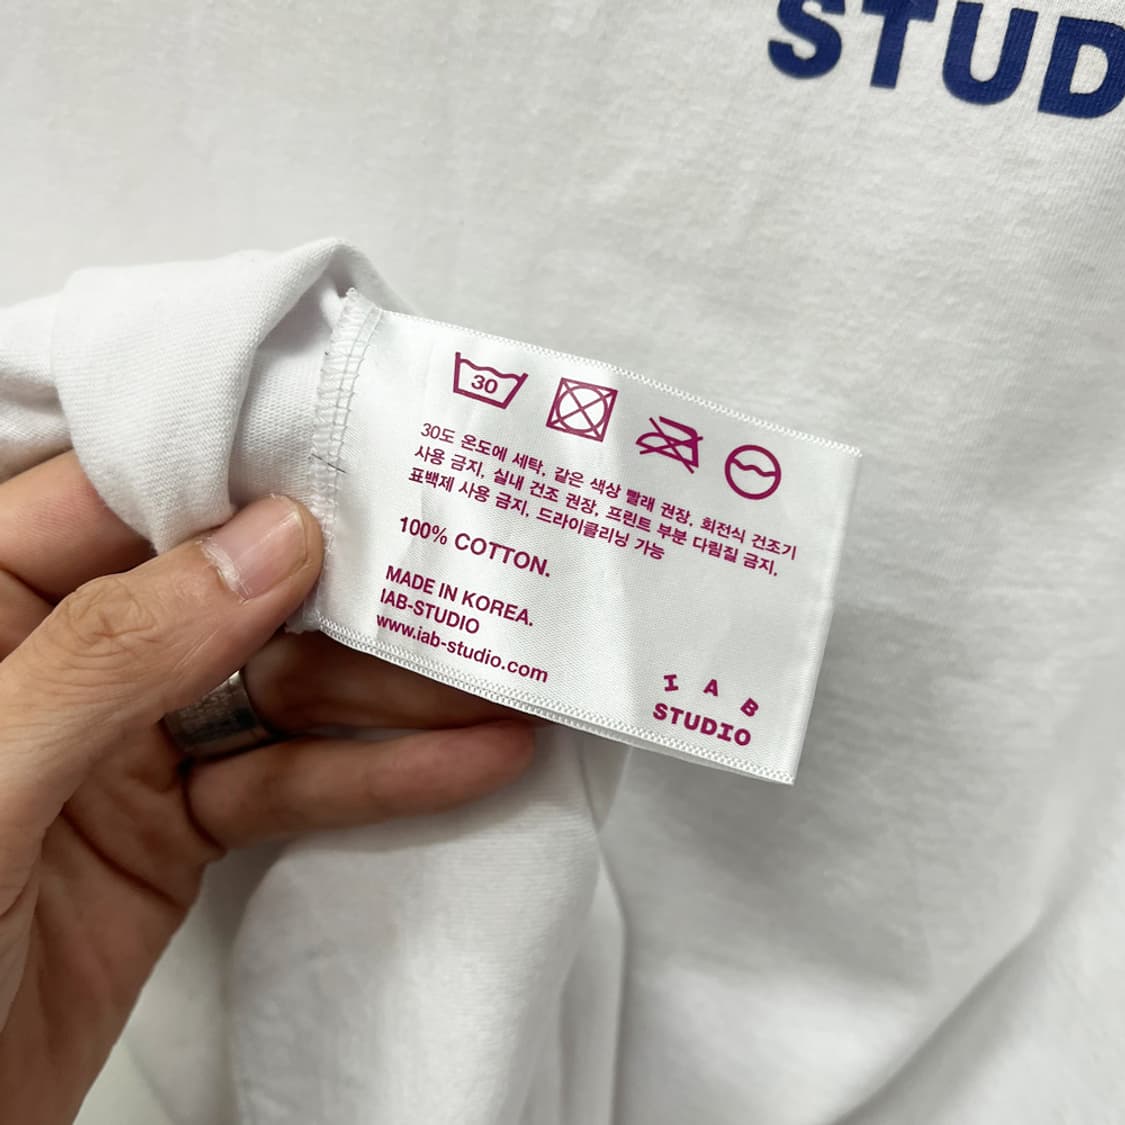 STUD
30
30도 온도에 세탁, 같은 색상 빨래 권장, 회전식 건조기
사용 금지, 실내 건조 권장, 프린트 부분 다림질 금지,
표백제 사용 금지, 드라이클리닝 가능
100% COTTON.
MADE IN KOREA.
IAB-STUDIO
www.iab-studio.com
I A B
STUDIO